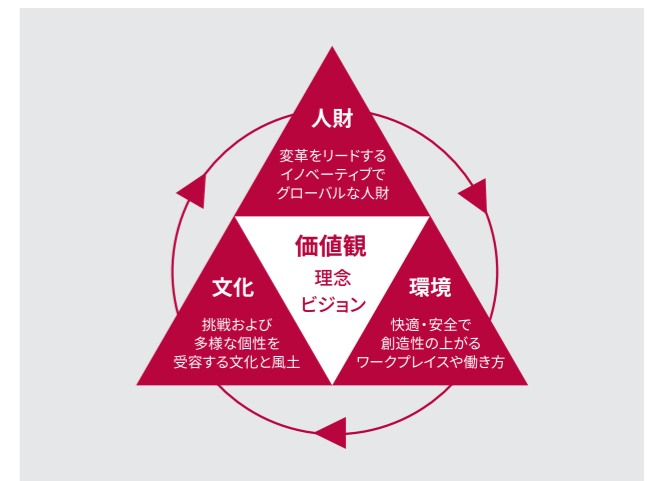 人財
変革をリードする
イノベーティブで
グローバルな人財
価値観
理念
ビジョン
文化
挑戦および
多様な個性を
受容する文化と風土
環境
快適・安全で
創造性の上がる
ワークプレイスや働き方